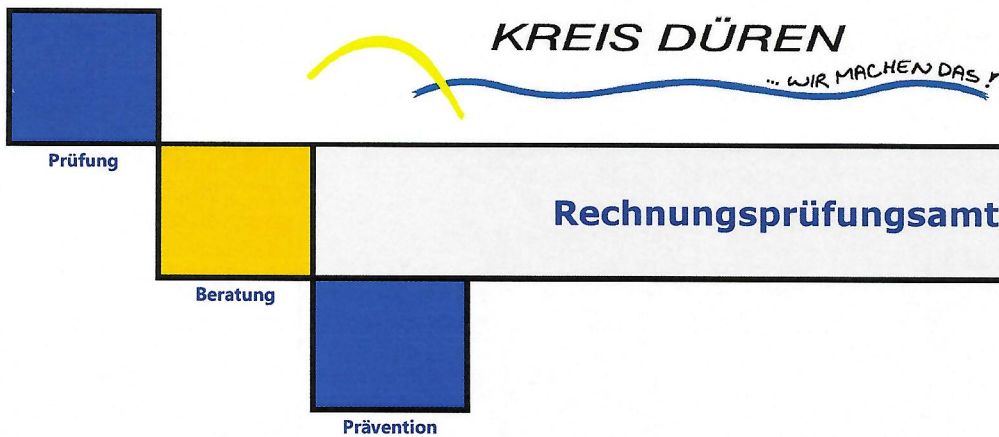 KREIS DÜREN
... WIR MACHEN DAS!
Prüfung
Rechnungsprüfungsamt
Beratung
Prävention